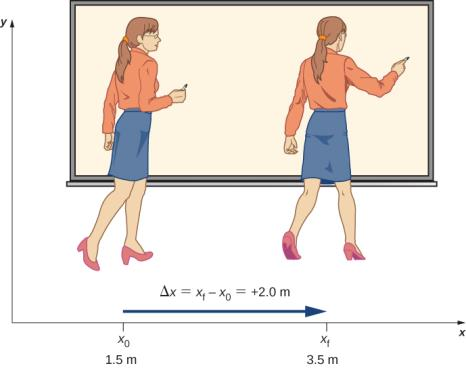 y
Δx = xf – x0 = +2.0 m
x
x0 xf
1.5 m 3.5 m